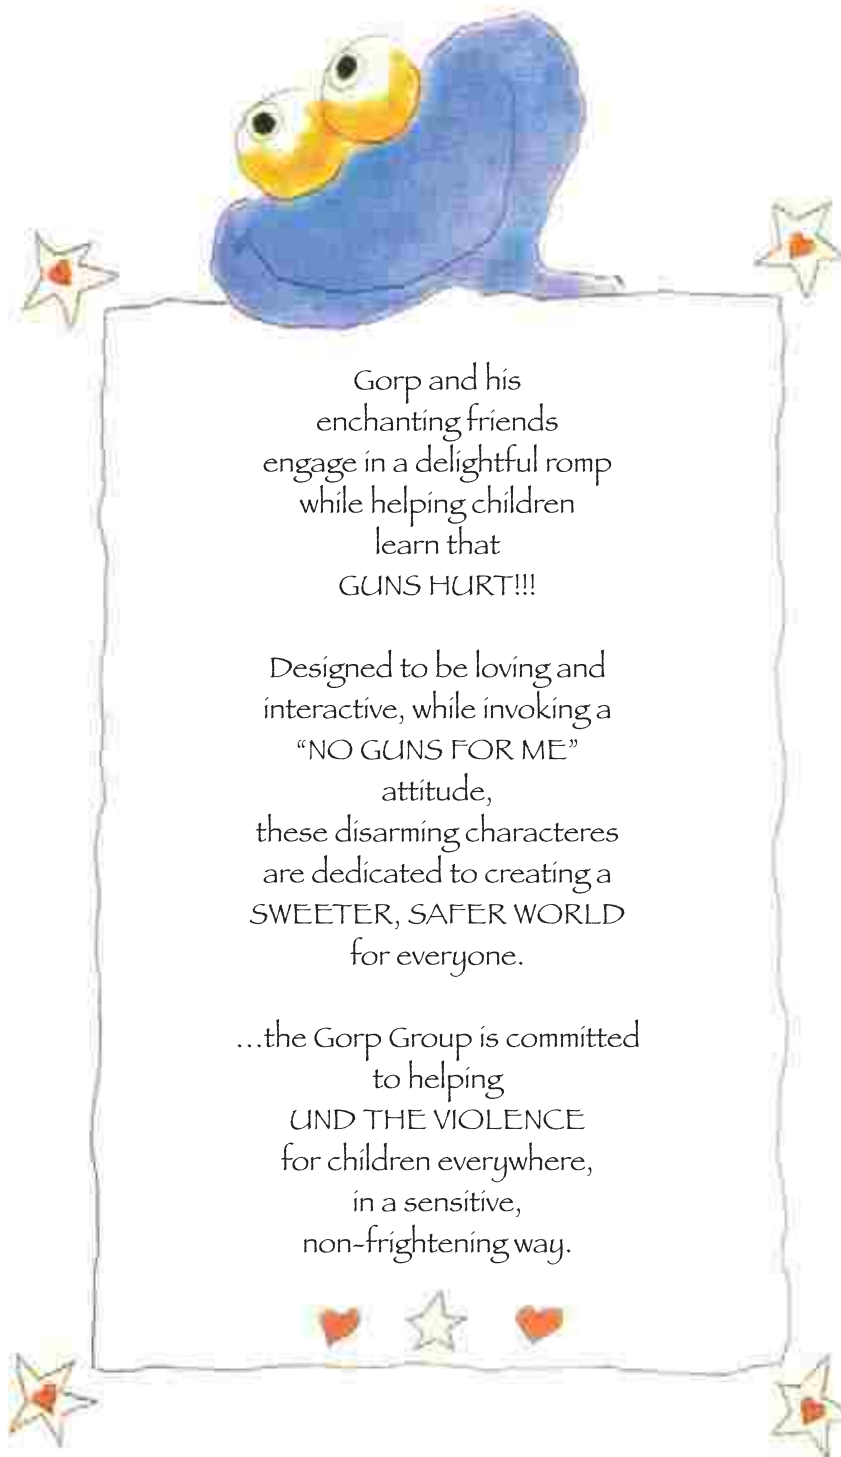 Gorp and his
enchanting friends
engage in a delightful romp
while helping children
learn that
GUNS HURT!!!
Designed to be loving and
interactive, while invoking a
“NO GUNS FOR ME”
attitude,
these disarming characteres
are dedicated to creating a
SWEETER, SAFER WORLD
for everyone.
...the Gorp Group is committed
to helping
UND THE VIOLENCE
for children everywhere,
in a sensitive,
non-frightening way.